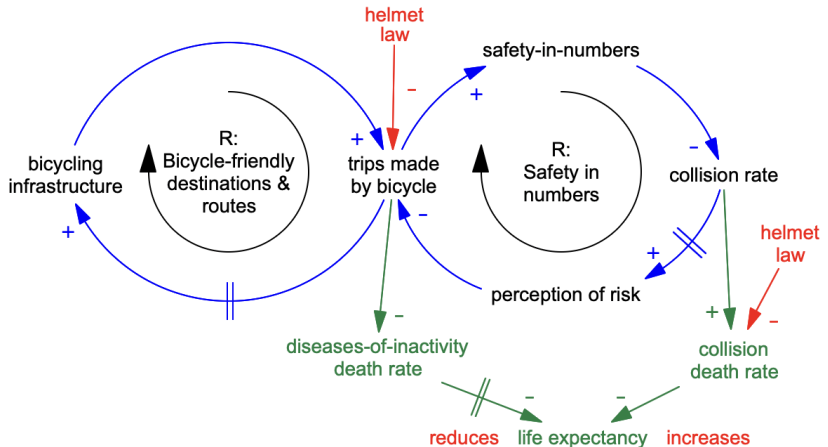 helmet
law
–
safety-in-numbers
+
+
R:
Bicycle-friendly
destinations &
routes
bicycling
infrastructure
trips made
by bicycle
R:
Safety in
numbers
–
collision rate
+
–
+
helmet
law
perception of risk
–
+
–
diseases-of-inactivity
death rate
collision
death rate
–
–
reduces life expectancy increases